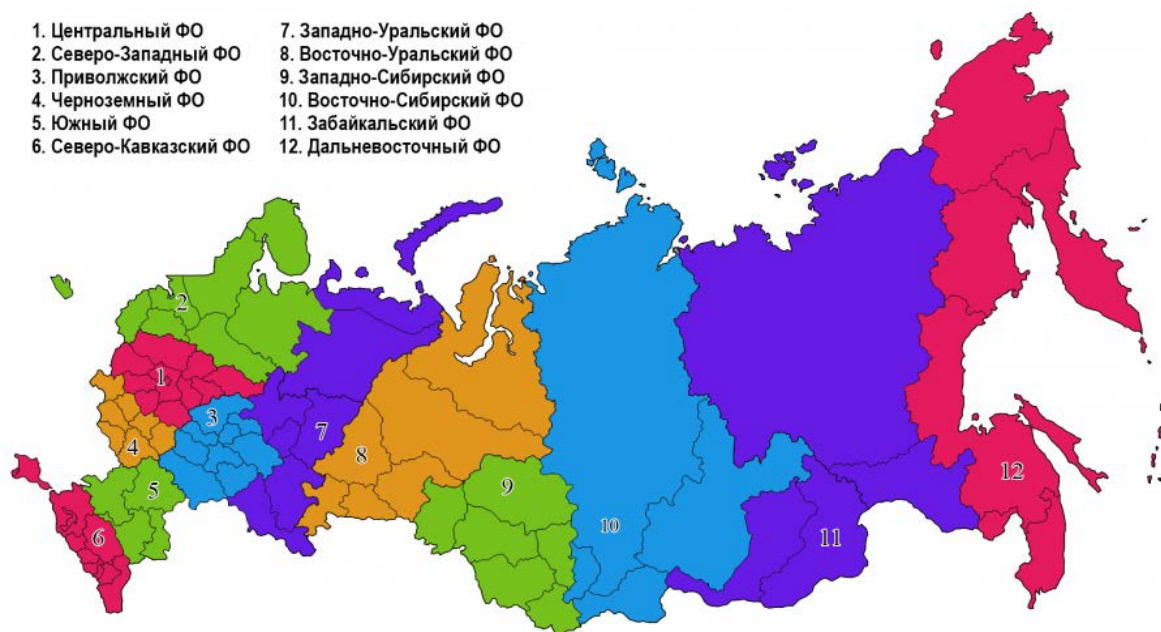 1. Центральный ФО
2. Северо-Западный ФО
3. Приволжский ФО
4. Черноземный ФО
5. Южный ФО
6. Северо-Кавказский ФО
7. Западно-Уральский ФО
8. Восточно-Уральский ФО
9. Западно-Сибирский ФО
10. Восточно-Сибирский ФО
11. Забайкальский ФО
12. Дальневосточный ФО
2
1
3
7
4
8
5
9
12
6
10
11